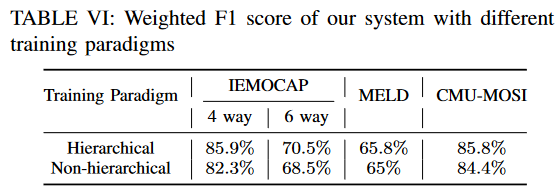 TABLE VI: Weighted F1 score of our system with different
training paradigms
Training Paradigm | IEMOCAP | MELD | CMU-MOSI
4 way | 6 way
Hierarchical 85.9% 70.5% 65.8% 85.8%
Non-hierarchical 82.3% 68.5% 65% 84.4%